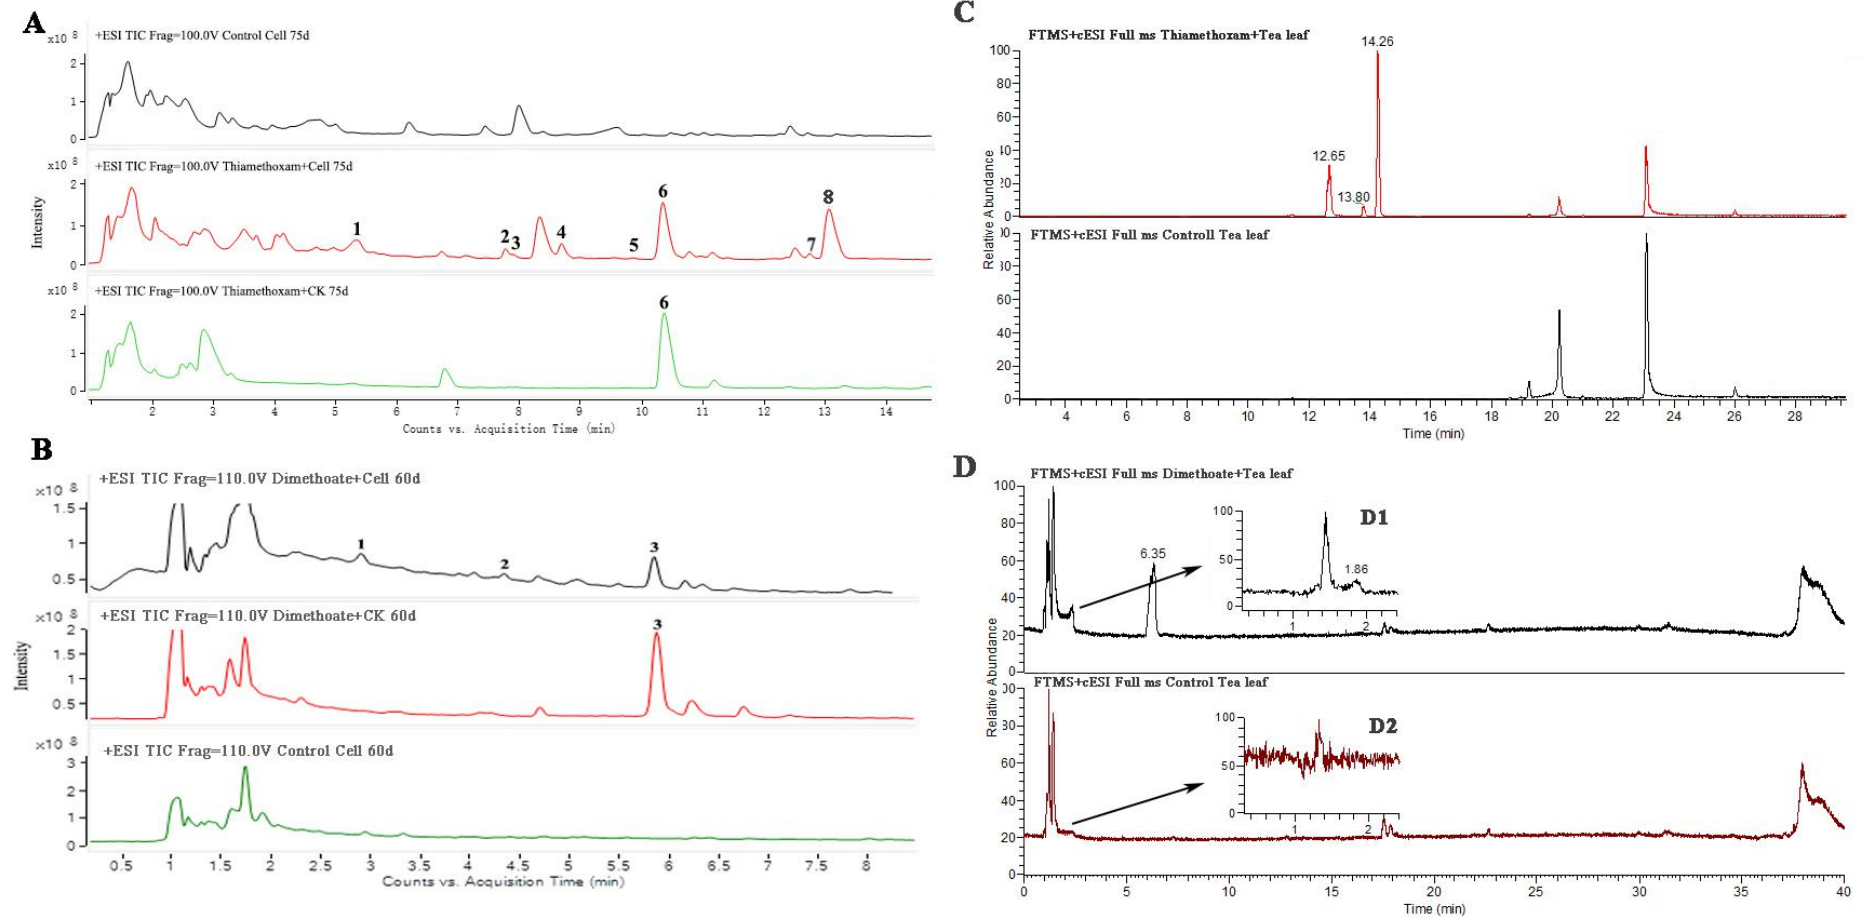 A
×10 8
+ESI TIC Frag=100.0V Control Cell 75d
2
1
0
×10 8
+ESI TIC Frag=100.0V Thiamethoxam+Cell 75d
2
1
0
1
2
3
4
5
6
7
8
Intensity
×10 8
+ESI TIC Frag=100.0V Thiamethoxam+CK 75d
2
1
0
6
2 3 4 5 6 7 8 9 10 11 12 13 14
Counts vs. Acquisition Time (min)
B
+ESI TIC Frag=110.0V Dimethoate+Cell 60d
×10 8
1.5
1
0.5
1
2
3
×10 8
+ESI TIC Frag=110.0V Dimethoate+CK 60d
2
1.5
1
0.5
3
Intensity
×10 8
+ESI TIC Frag=110.0V Control Cell 60d
3
2
1
0
0.5 1 1.5 2 2.5 3 3.5 4 4.5 5 5.5 6 6.5 7 7.5 8
Counts vs. Acquisition Time (min)
C
FTMS+cESI Full ms Thiamethoxam+Tea leaf
100
80
60
40
20
0
12.65
13.80
14.26
Relative Abundance
FTMS+cESI Full ms Controll Tea leaf
60
40
20
0
4 6 8 10 12 14 16 18 20 22 24 26 28
Time (min)
D
FTMS+cESI Full ms Dimethoate+Tea leaf
100
80
60
40
20
0
6.35
D1
100
50
0
1.86
1 2
Relative Abundance
FTMS+cESI Full ms Control Tea leaf
60
40
20
0
D2
100
50
0
1 2
0 5 10 15 20 25 30 35 40
Time (min)